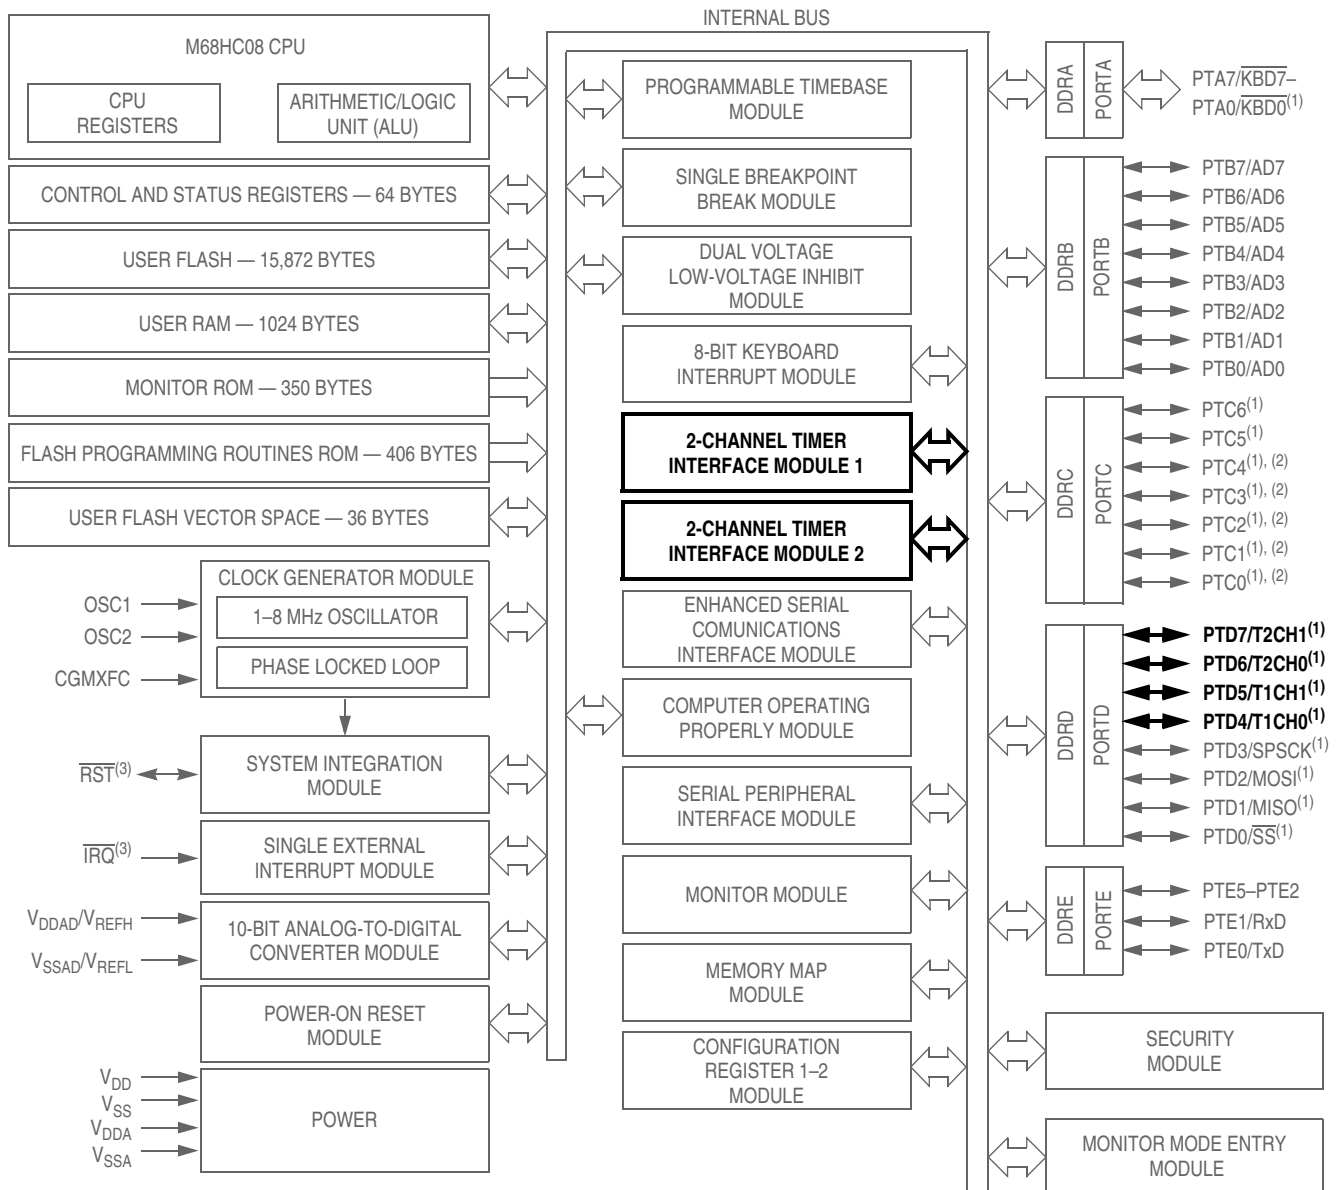 INTERNAL BUS
M68HC08 CPU
CPU
REGISTERS
ARITHMETIC/LOGIC
UNIT (ALU)
CONTROL AND STATUS REGISTERS — 64 BYTES
USER FLASH — 15,872 BYTES
USER RAM — 1024 BYTES
MONITOR ROM — 350 BYTES
FLASH PROGRAMMING ROUTINES ROM — 406 BYTES
USER FLASH VECTOR SPACE — 36 BYTES
CLOCK GENERATOR MODULE
1–8 MHz OSCILLATOR
PHASE LOCKED LOOP
OSC1
OSC2
CGMXFC
SYSTEM INTEGRATION
MODULE
RST(3)
SINGLE EXTERNAL
INTERRUPT MODULE
IRQ(3)
10-BIT ANALOG-TO-DIGITAL
CONVERTER MODULE
VDDAD/VREFH
VSSAD/VREFL
POWER-ON RESET
MODULE
POWER
VDD
VSS
VDDA
VSSA
PROGRAMMABLE TIMEBASE
MODULE
SINGLE BREAKPOINT
BREAK MODULE
DUAL VOLTAGE
LOW-VOLTAGE INHIBIT
MODULE
8-BIT KEYBOARD
INTERRUPT MODULE
2-CHANNEL TIMER
INTERFACE MODULE 1
2-CHANNEL TIMER
INTERFACE MODULE 2
ENHANCED SERIAL
COMUNICATIONS
INTERFACE MODULE
COMPUTER OPERATING
PROPERLY MODULE
SERIAL PERIPHERAL
INTERFACE MODULE
MONITOR MODULE
MEMORY MAP
MODULE
CONFIGURATION
REGISTER 1–2
MODULE
DDRA
PORTA
PTA7/KBD7–
PTA0/KBD0(1)
DDRB
PORTB
PTB7/AD7
PTB6/AD6
PTB5/AD5
PTB4/AD4
PTB3/AD3
PTB2/AD2
PTB1/AD1
PTB0/AD0
DDRC
PORTC
PTC6(1)
PTC5(1)
PTC4(1), (2)
PTC3(1), (2)
PTC2(1), (2)
PTC1(1), (2)
PTC0(1), (2)
DDRD
PORTD
PTD7/T2CH1(1)
PTD6/T2CH0(1)
PTD5/T1CH1(1)
PTD4/T1CH0(1)
PTD3/SPSCK(1)
PTD2/MOSI(1)
PTD1/MISO(1)
PTD0/SS(1)
DDRE
PORTE
PTE5–PTE2
PTE1/RxD
PTE0/TxD
SECURITY
MODULE
MONITOR MODE ENTRY
MODULE